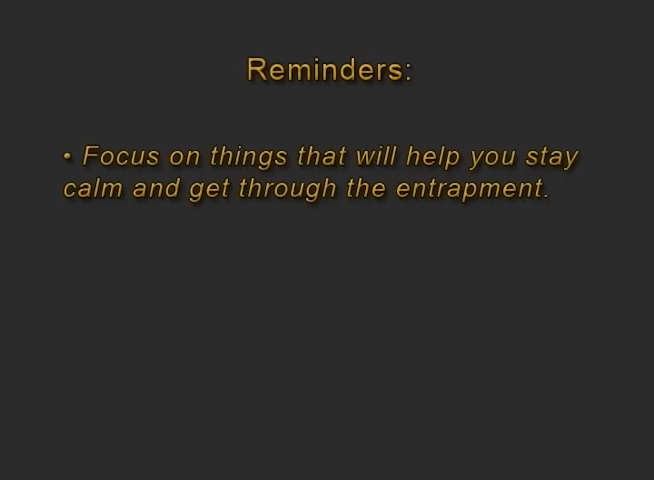 Reminders:
• Focus on things that will help you stay
calm and get through the entrapment.